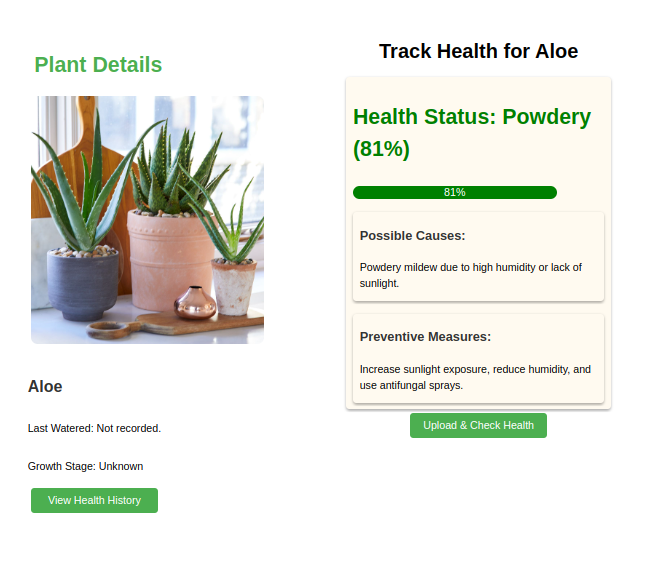 Plant Details
Aloe
Last Watered: Not recorded.
Growth Stage: Unknown
View Health History
Track Health for Aloe
Health Status: Powdery
(81%)
81%
Possible Causes:
Powdery mildew due to high humidity or lack of
sunlight.
Preventive Measures:
Increase sunlight exposure, reduce humidity, and
use antifungal sprays.
Upload & Check Health